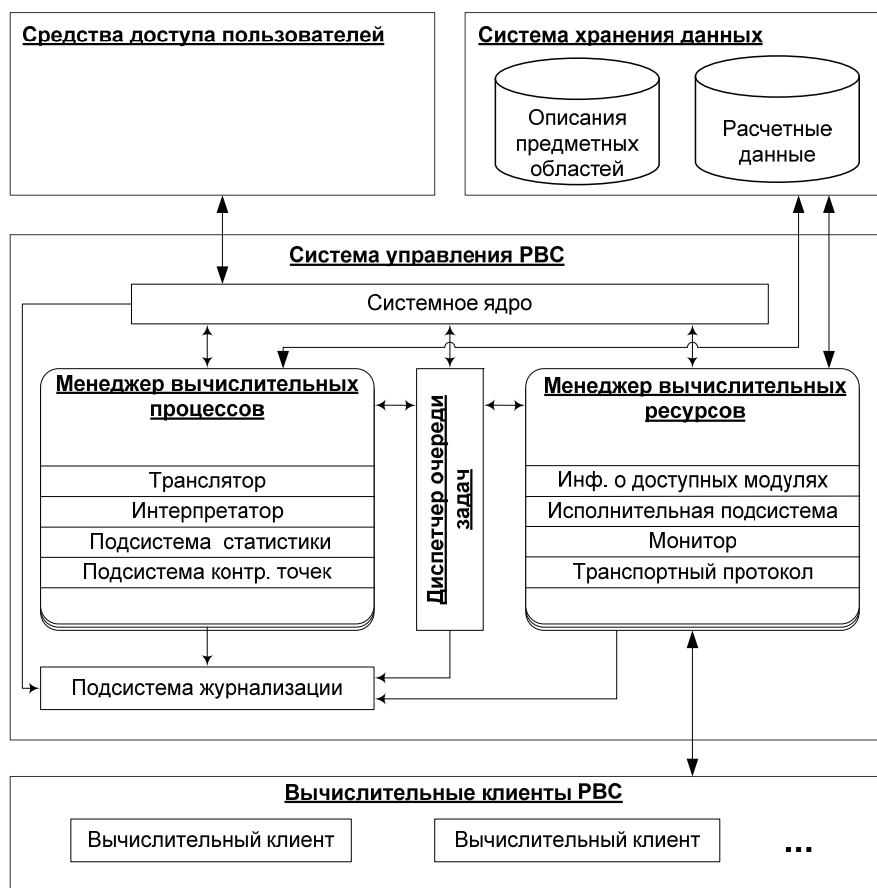 Средства доступа пользователей
Система хранения данных
Описания
предметных
областей
Расчетные
данные
Система управления РВС
Системное ядро
Менеджер вычислительных
процессов
Транслятор
Интерпретатор
Подсистема статистики
Подсистема контр. точек
Диспетчер очереди
задач
Менеджер вычислительных
ресурсов
Инф. о доступных модулях
Исполнительная подсистема
Монитор
Транспортный протокол
Подсистема журнализации
Вычислительные клиенты РВС
Вычислительный клиент
Вычислительный клиент
...